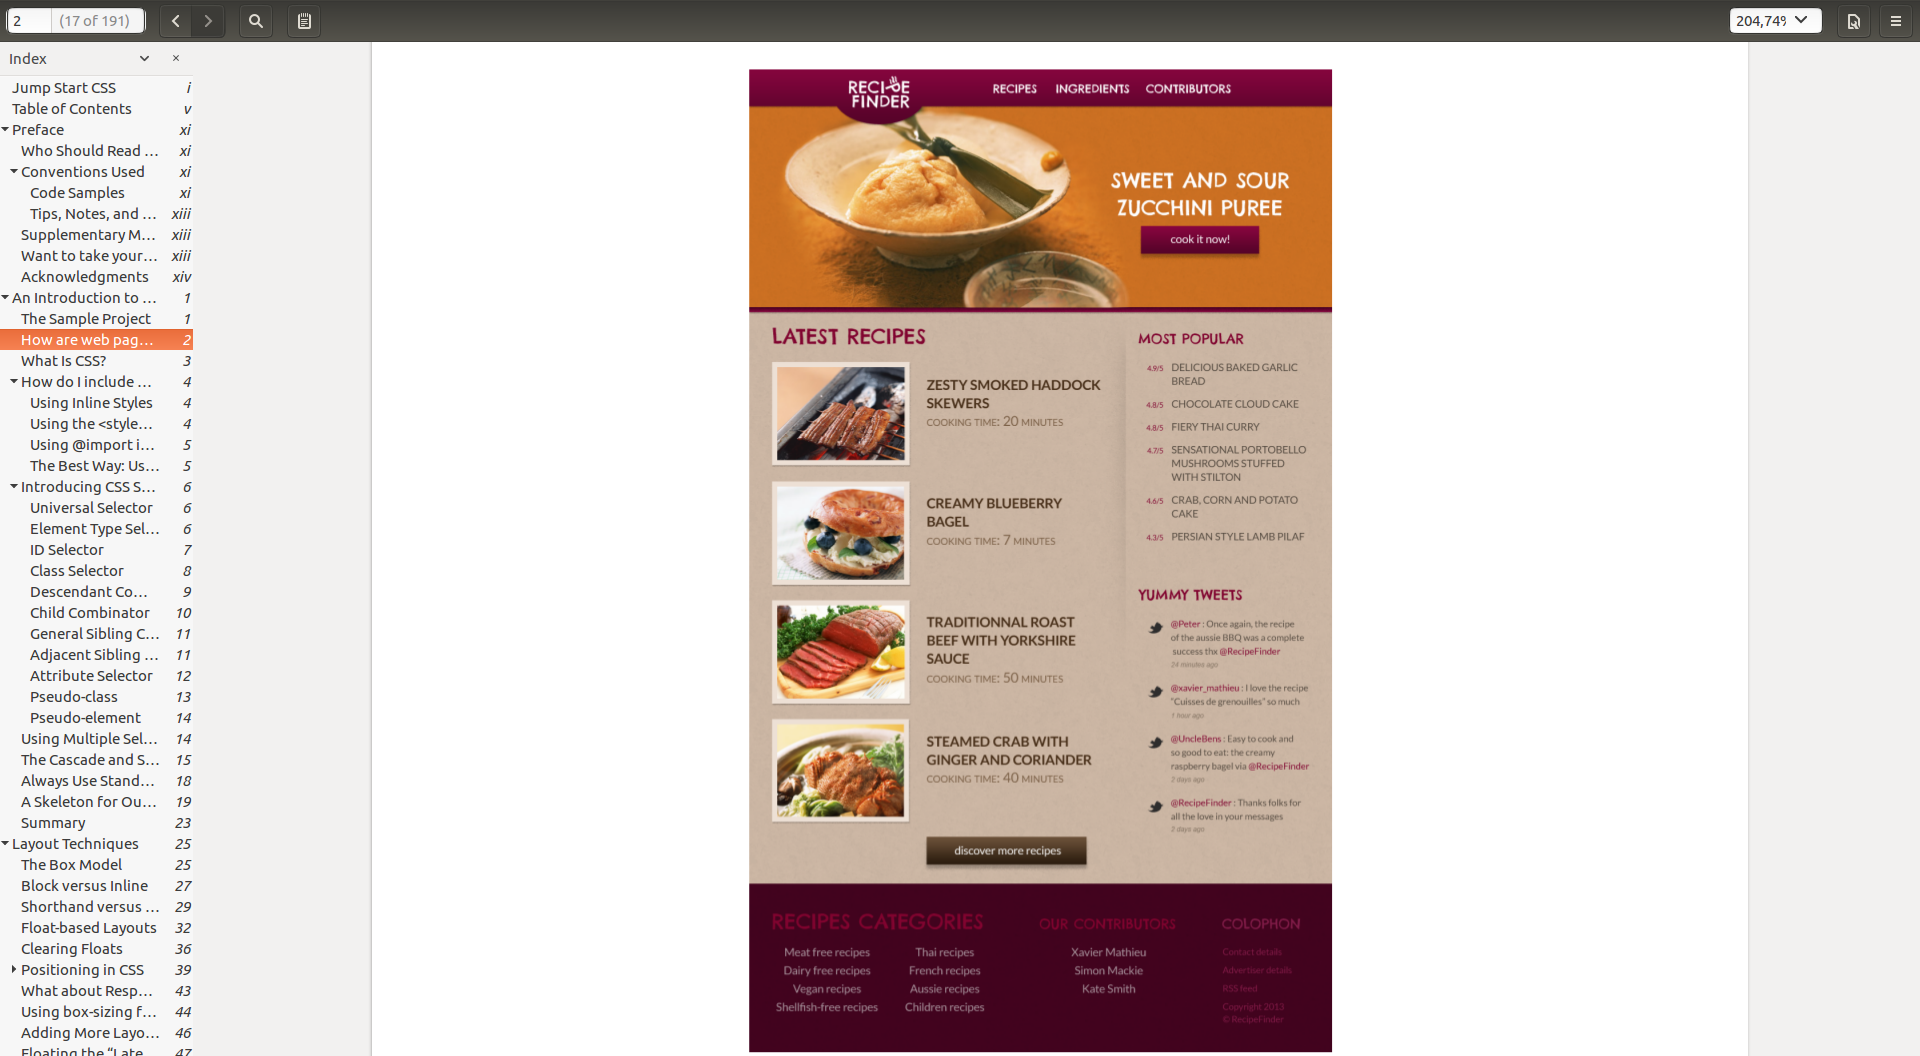 2
(17 of 191)
204,74%
Index
Jump Start CSS i
Table of Contents v
Preface xi
Who Should Read … xi
Conventions Used xi
Code Samples xi
Tips, Notes, and … xiii
Supplementary M… xiii
Want to take your… xiii
Acknowledgments xiv
An Introduction to … 1
The Sample Project 1
How are web pag… 2
What Is CSS? 3
How do I include … 4
Using Inline Styles 4
Using the <style… 4
Using @import i… 5
The Best Way: Us… 5
Introducing CSS S… 6
Universal Selector 6
Element Type Sel… 6
ID Selector 7
Class Selector 8
Descendant Co… 9
Child Combinator 10
General Sibling C… 11
Adjacent Sibling … 11
Attribute Selector 12
Pseudo-class 13
Pseudo-element 14
Using Multiple Sel… 14
The Cascade and S… 15
Always Use Stand… 18
A Skeleton for Ou… 19
Summary 23
Layout Techniques 25
The Box Model 25
Block versus Inline 27
Shorthand versus … 29
Float-based Layouts 32
Clearing Floats 36
Positioning in CSS 39
What about Resp… 43
Using box-sizing f… 44
Adding More Layo… 46
Floating the “Late… 47
RECIPE
FINDER
RECIPES INGREDIENTS CONTRIBUTORS
SWEET AND SOUR
ZUCCHINI PUREE
cook it now!
LATEST RECIPES
ZESTY SMOKED HADDOCK
SKEWERS
COOKING TIME: 20 MINUTES
CREAMY BLUEBERRY
BAGEL
COOKING TIME: 7 MINUTES
TRADITIONNAL ROAST
BEEF WITH YORKSHIRE
SAUCE
COOKING TIME: 50 MINUTES
STEAMED CRAB WITH
GINGER AND CORIANDER
COOKING TIME: 40 MINUTES
discover more recipes
MOST POPULAR
4.9/5 DELICIOUS BAKED GARLIC
BREAD
4.8/5 CHOCOLATE CLOUD CAKE
4.8/5 FIERY THAI CURRY
4.7/5 SENSATIONAL PORTOBELLO
MUSHROOMS STUFFED
WITH STILTON
4.6/5 CRAB, CORN AND POTATO
CAKE
4.3/5 PERSIAN STYLE LAMB PILAF
YUMMY TWEETS
@Peter : Once again, the recipe
of the aussie BBQ was a complete
success thx @RecipeFinder
24 minutes ago
@xavier_mathieu : I love the recipe
“Cuisses de grenouilles” so much
1 hour ago
@UncleBens : Easy to cook and
so good to eat: the creamy
raspberry bagel via @RecipeFinder
2 days ago
@RecipeFinder : Thanks folks for
all the love in your messages
3 days ago
RECIPES CATEGORIES
Meat free recipes
Dairy free recipes
Vegan recipes
Shellfish-free recipes
Thai recipes
French recipes
Aussie recipes
Children recipes
OUR CONTRIBUTORS
Xavier Mathieu
Simon Mackie
Kate Smith
COLOPHON
Contact details
Advertiser details
RSS feed
Copyright 2013
© RecipeFinder